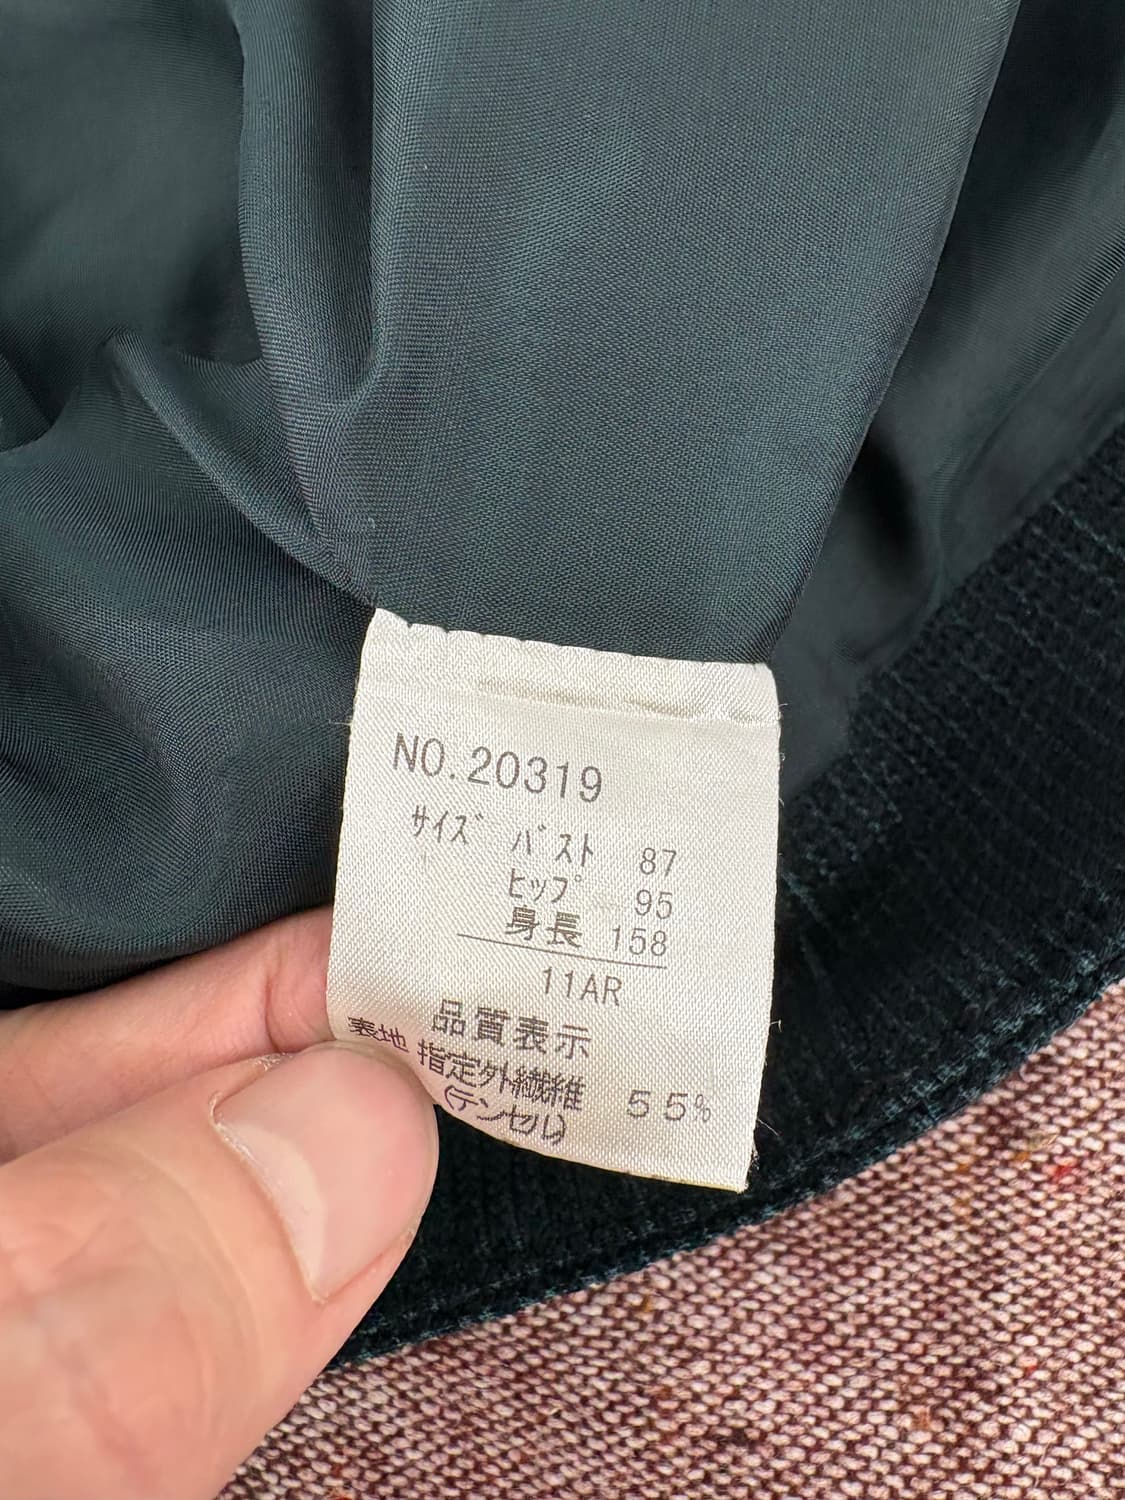 NO.20319
サイズ バスト 87
ヒップ 95
身長 158
11AR
品質表示
表地 指定外繊維 55%
(テンセル)